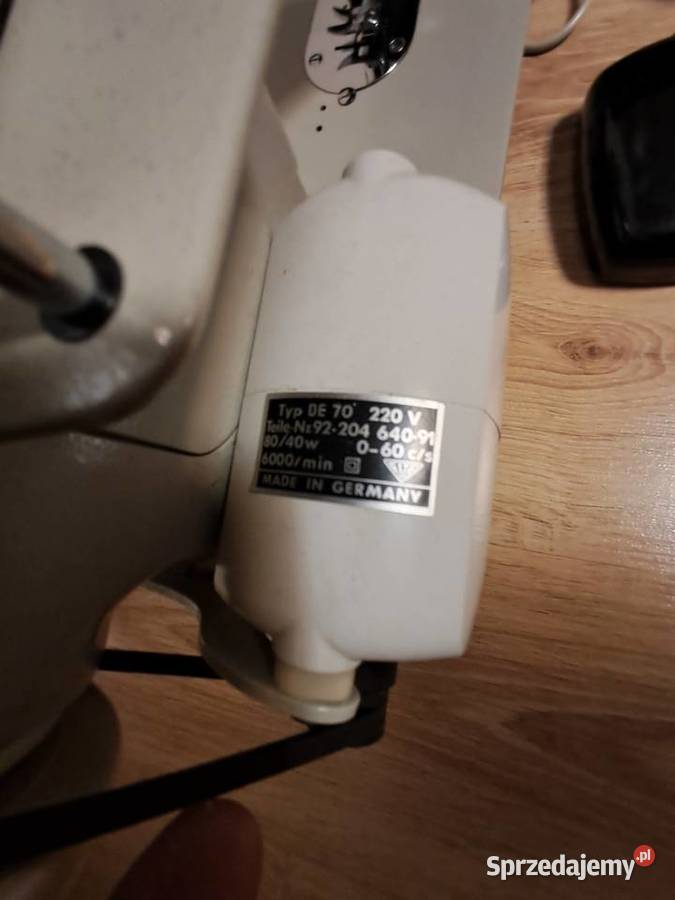 Typ DE 70 220 V
Teile-Nr.92-204 640-91
80/40w 0-60 c/s
6000/min
MADE IN GERMANY
Sprzedajemy.pl